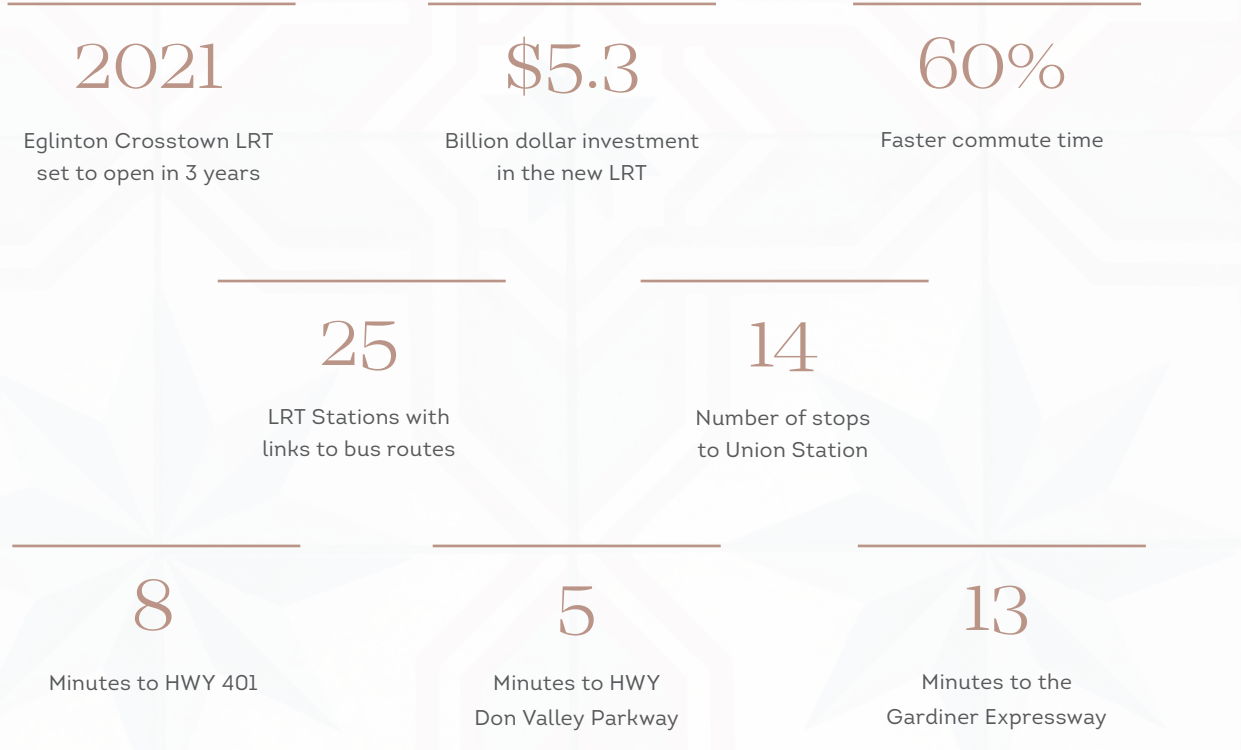 2021
Eglinton Crosstown LRT
set to open in 3 years
$5.3
Billion dollar investment
in the new LRT
60%
Faster commute time
25
LRT Stations with
links to bus routes
14
Number of stops
to Union Station
8
Minutes to HWY 401
5
Minutes to HWY
Don Valley Parkway
13
Minutes to the
Gardiner Expressway